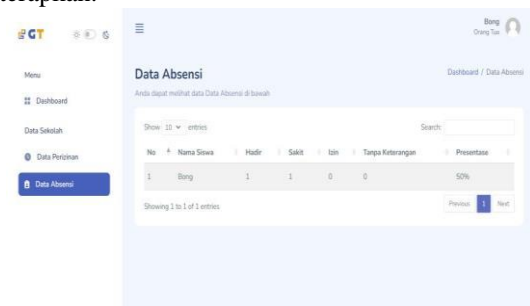 GT
Bong
Orang Tua
Menu
Dashboard
Data Sekolah
Data Perizinan
Data Absensi
Data Absensi
Dashboard / Data Absensi
Anda dapat melihat data Data Absensi di bawah
Show 10 entries
Search:
No Nama Siswa Hadir Sakit Izin Tanpa Keterangan Presentase
1 Bong 1 1 0 0 50%
Showing 1 to 1 of 1 entries
Previous 1 Next